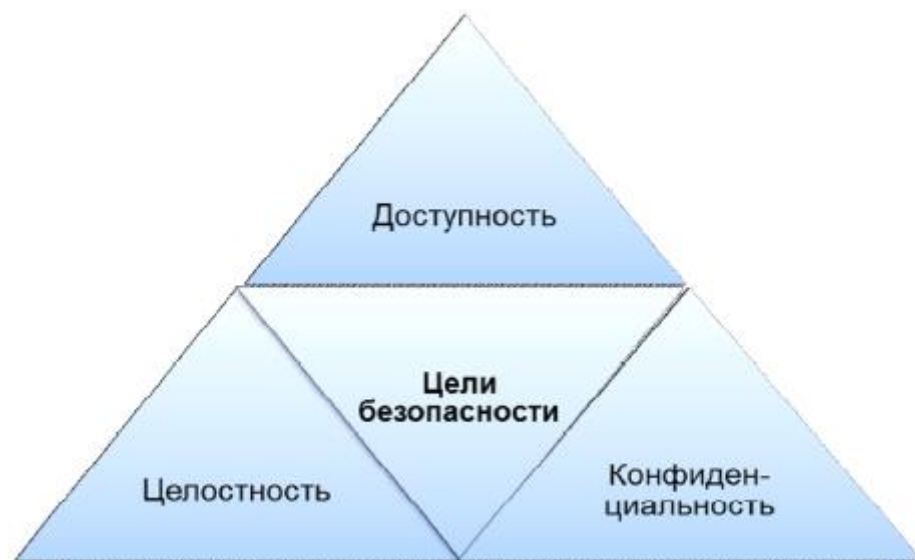 Доступность
Цели
безопасности
Целостность
Конфиден-
циальность